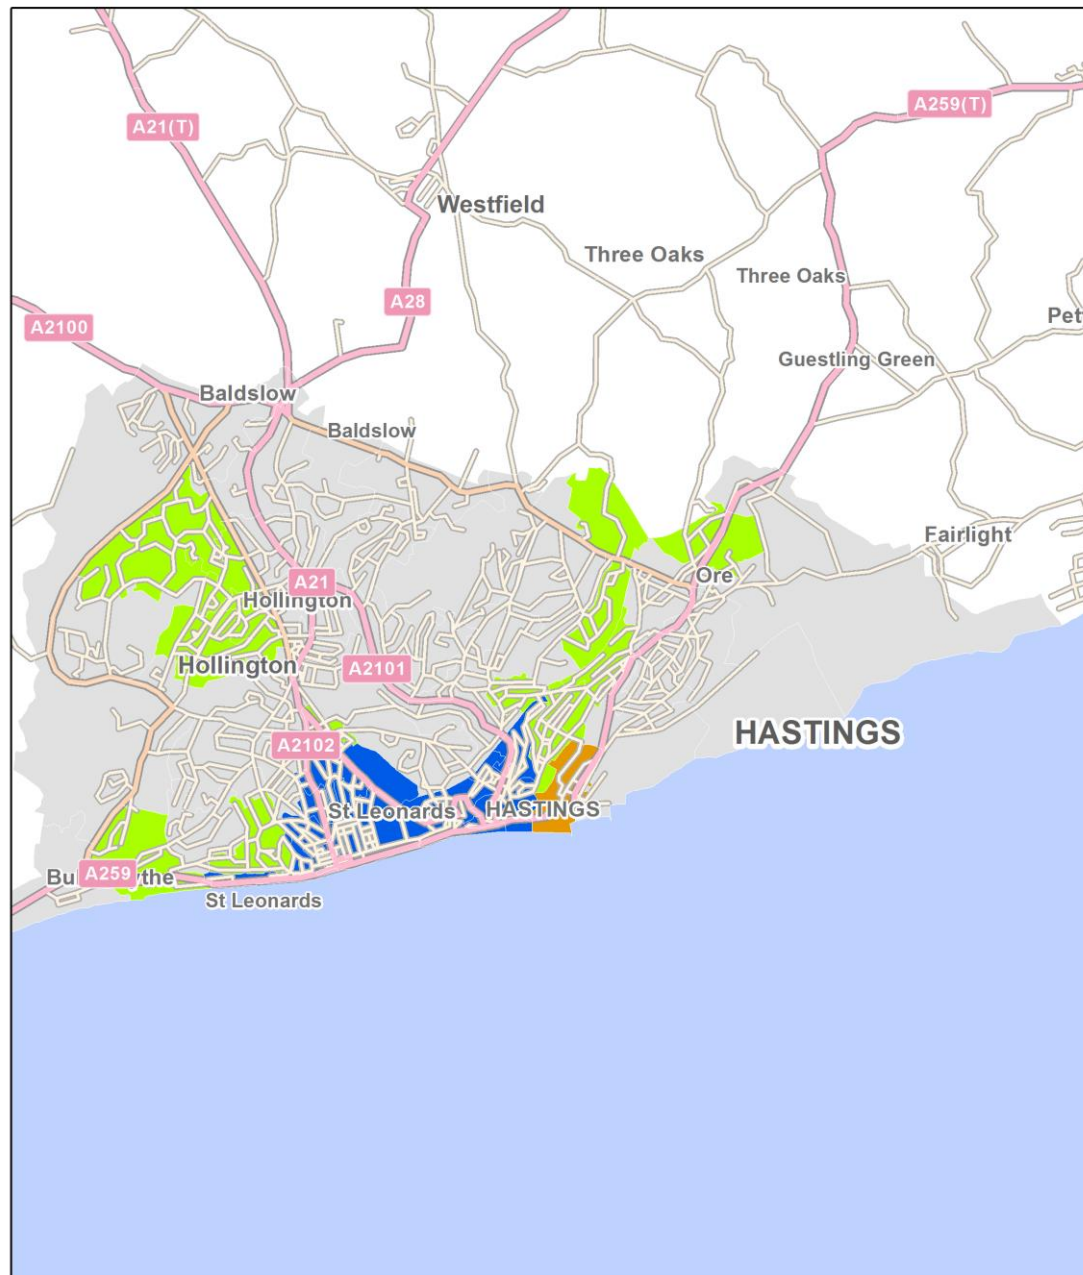 A21(T)
A259(T)
Westfield
Three Oaks
Three Oaks
A28
A2100
Pett
Guestling Green
Baldslow
Baldslow
Fairlight
Ore
A21
Hollington
Hollington
A2101
HASTINGS
A2102
St Leonards
HASTINGS
A259
St Leonards